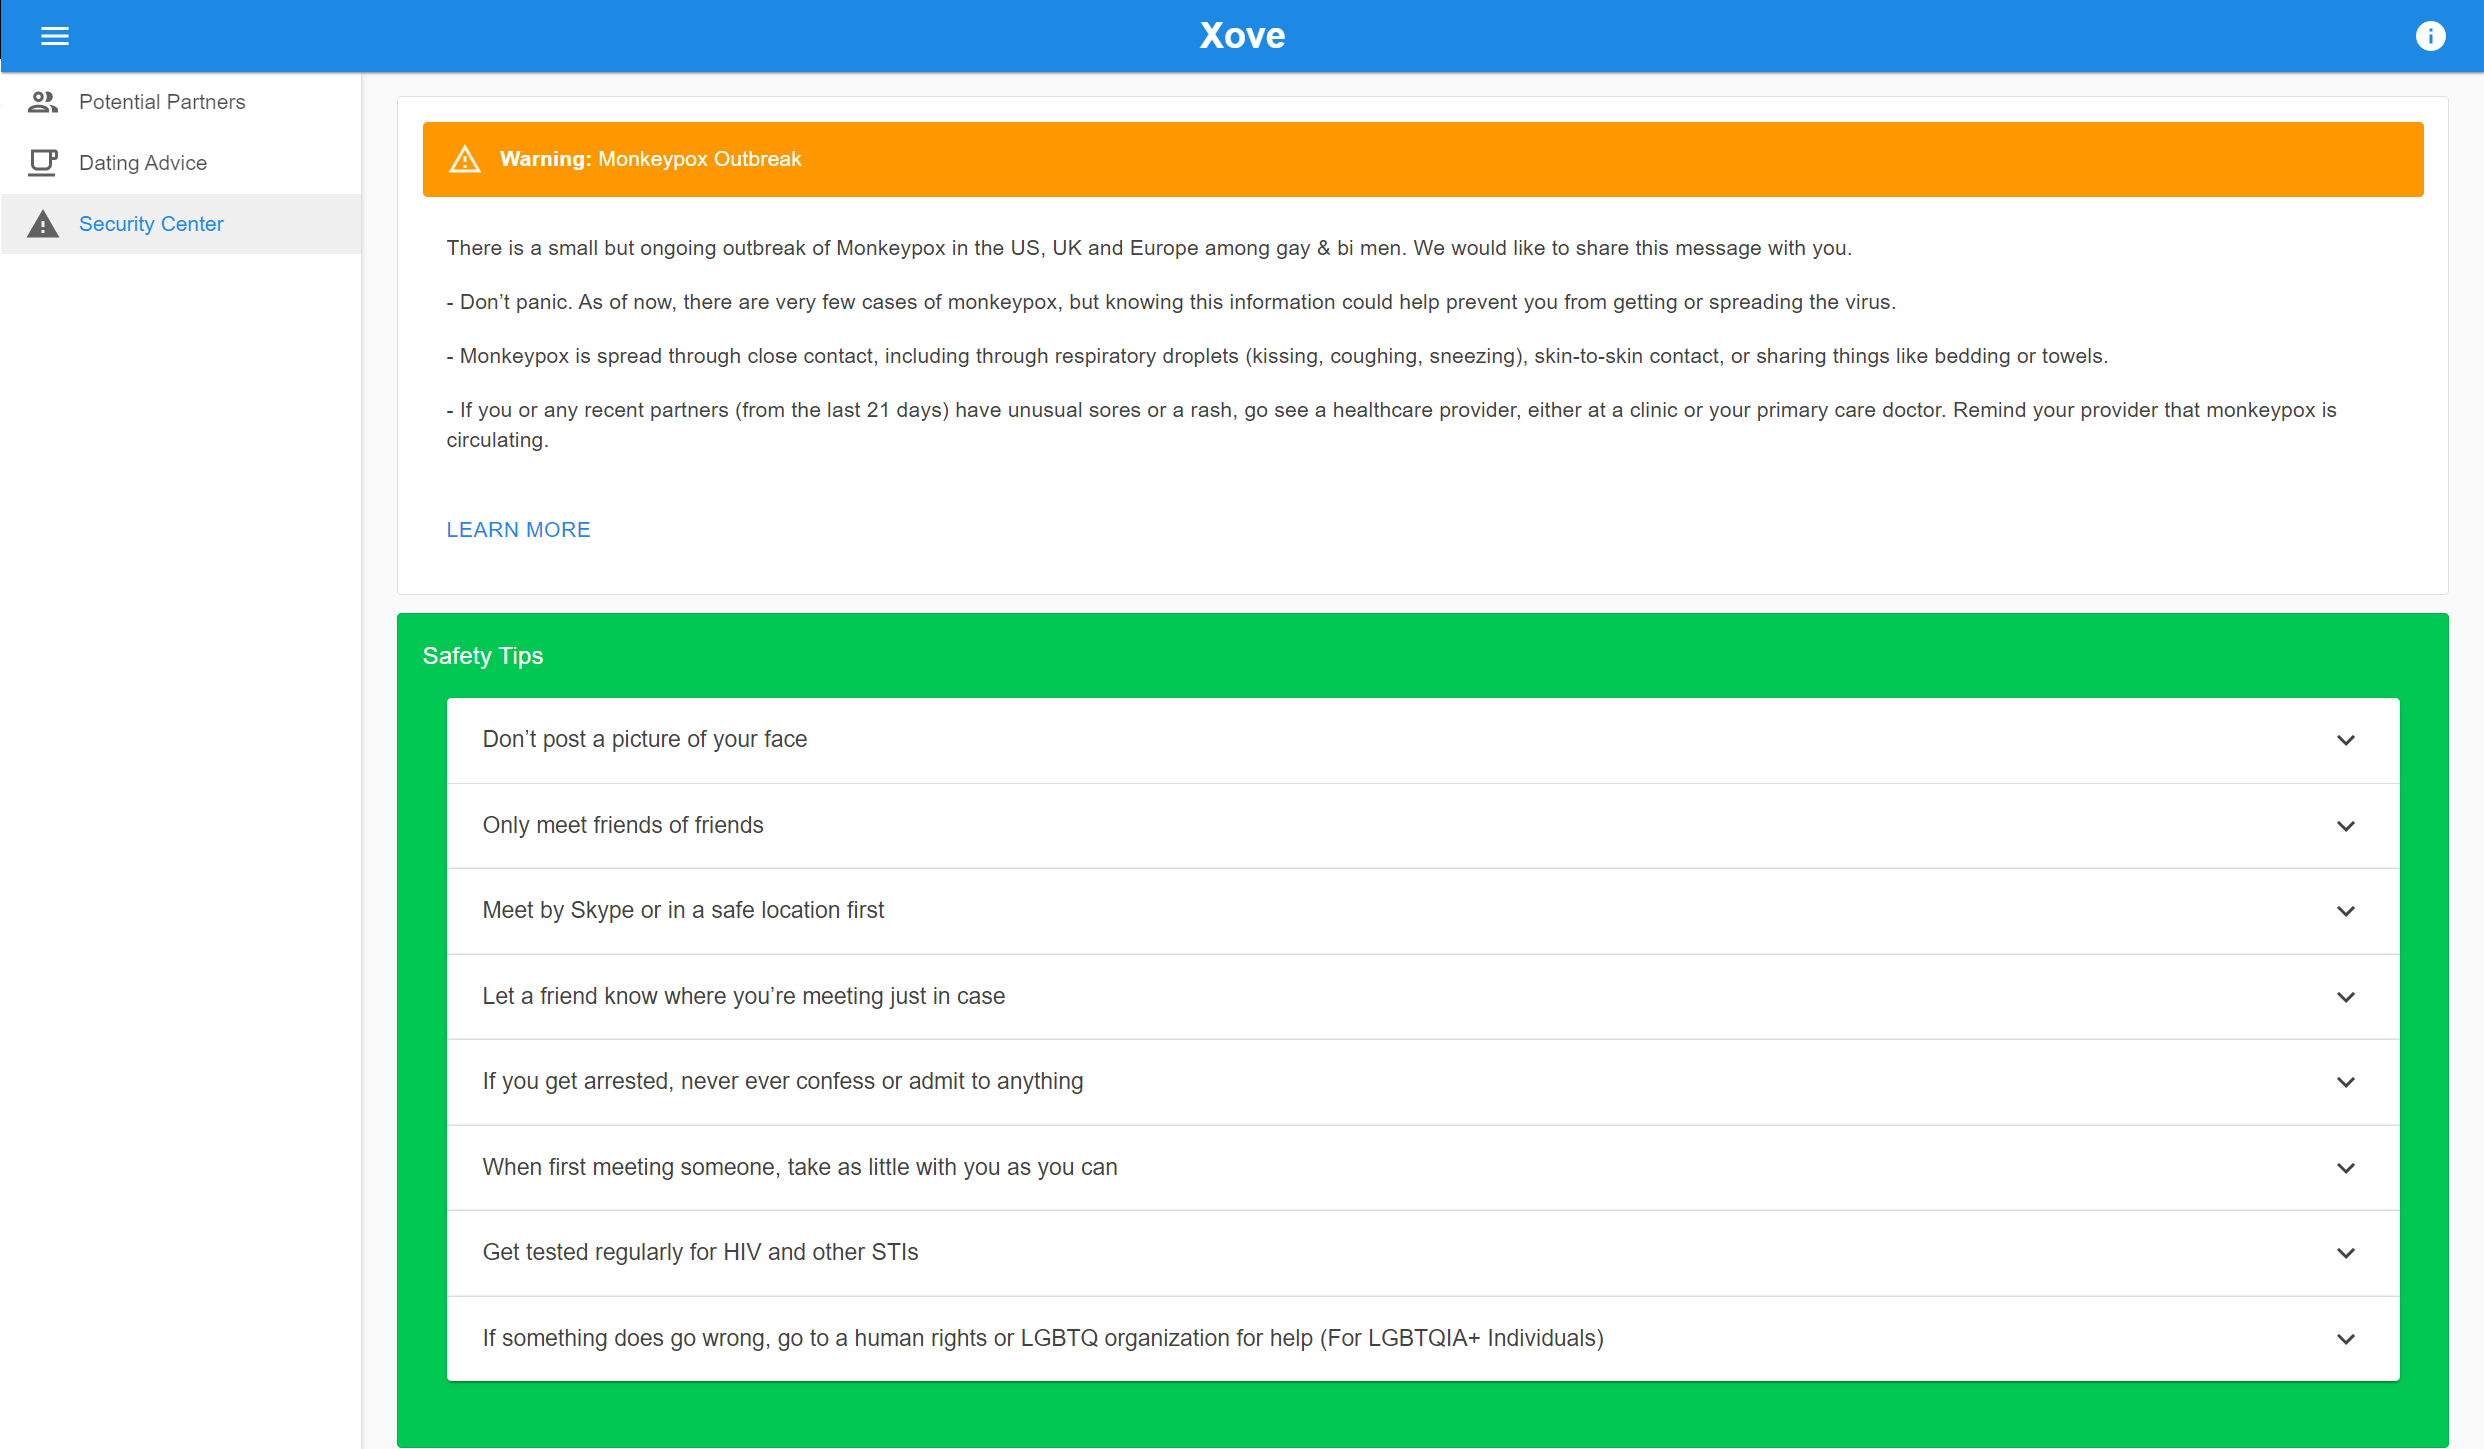 Xove
Potential Partners
Dating Advice
Security Center
Warning: Monkeypox Outbreak
There is a small but ongoing outbreak of Monkeypox in the US, UK and Europe among gay & bi men. We would like to share this message with you.
- Don’t panic. As of now, there are very few cases of monkeypox, but knowing this information could help prevent you from getting or spreading the virus.
- Monkeypox is spread through close contact, including through respiratory droplets (kissing, coughing, sneezing), skin-to-skin contact, or sharing things like bedding or towels.
- If you or any recent partners (from the last 21 days) have unusual sores or a rash, go see a healthcare provider, either at a clinic or your primary care doctor. Remind your provider that monkeypox is
circulating.
LEARN MORE
Safety Tips
Don’t post a picture of your face
Only meet friends of friends
Meet by Skype or in a safe location first
Let a friend know where you’re meeting just in case
If you get arrested, never ever confess or admit to anything
When first meeting someone, take as little with you as you can
Get tested regularly for HIV and other STIs
If something does go wrong, go to a human rights or LGBTQ organization for help (For LGBTQIA+ Individuals)